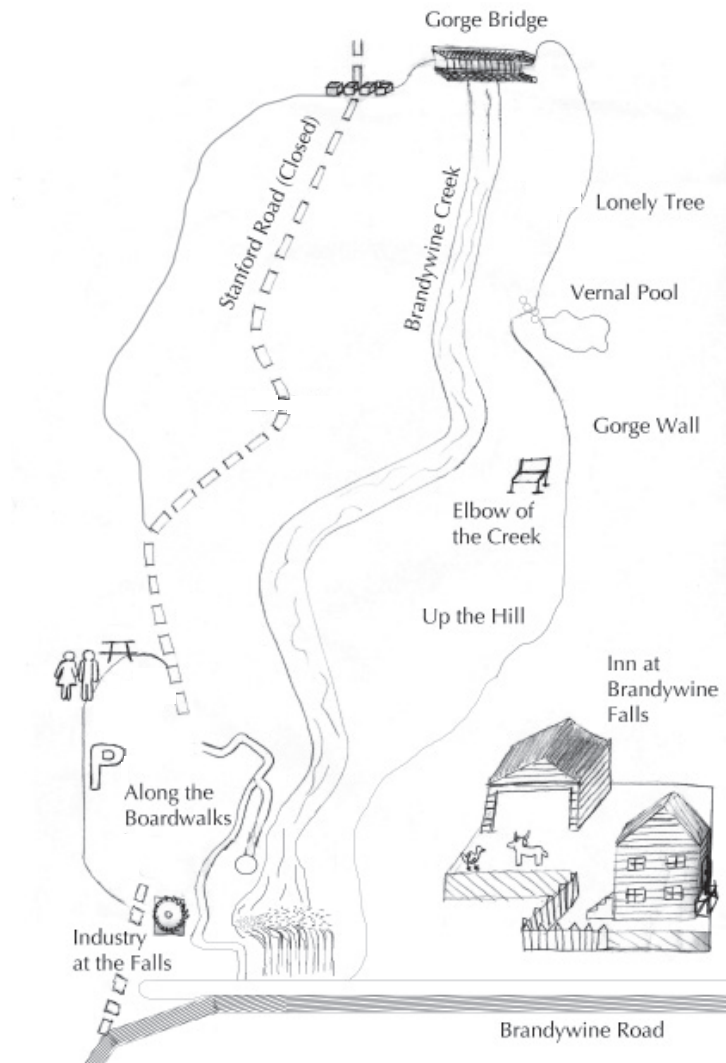 Gorge Bridge
Stanford Road (Closed)
Brandywine Creek
Lonely Tree
Vernal Pool
Gorge Wall
Elbow of
the Creek
Up the Hill
Inn at
Brandywine
Falls
P
Along the
Boardwalks
Industry
at the Falls
Brandywine Road